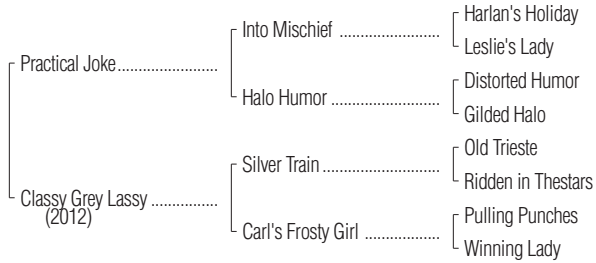 Harlan's Holiday
Into Mischief ........................
Leslie's Lady
Practical Joke........................
Distorted Humor
Halo Humor ..........................
Gilded Halo
Old Trieste
Silver Train............................
Ridden in Thestars
Classy Grey Lassy ................
(2012)
Pulling Punches
Carl's Frosty Girl ..................
Winning Lady